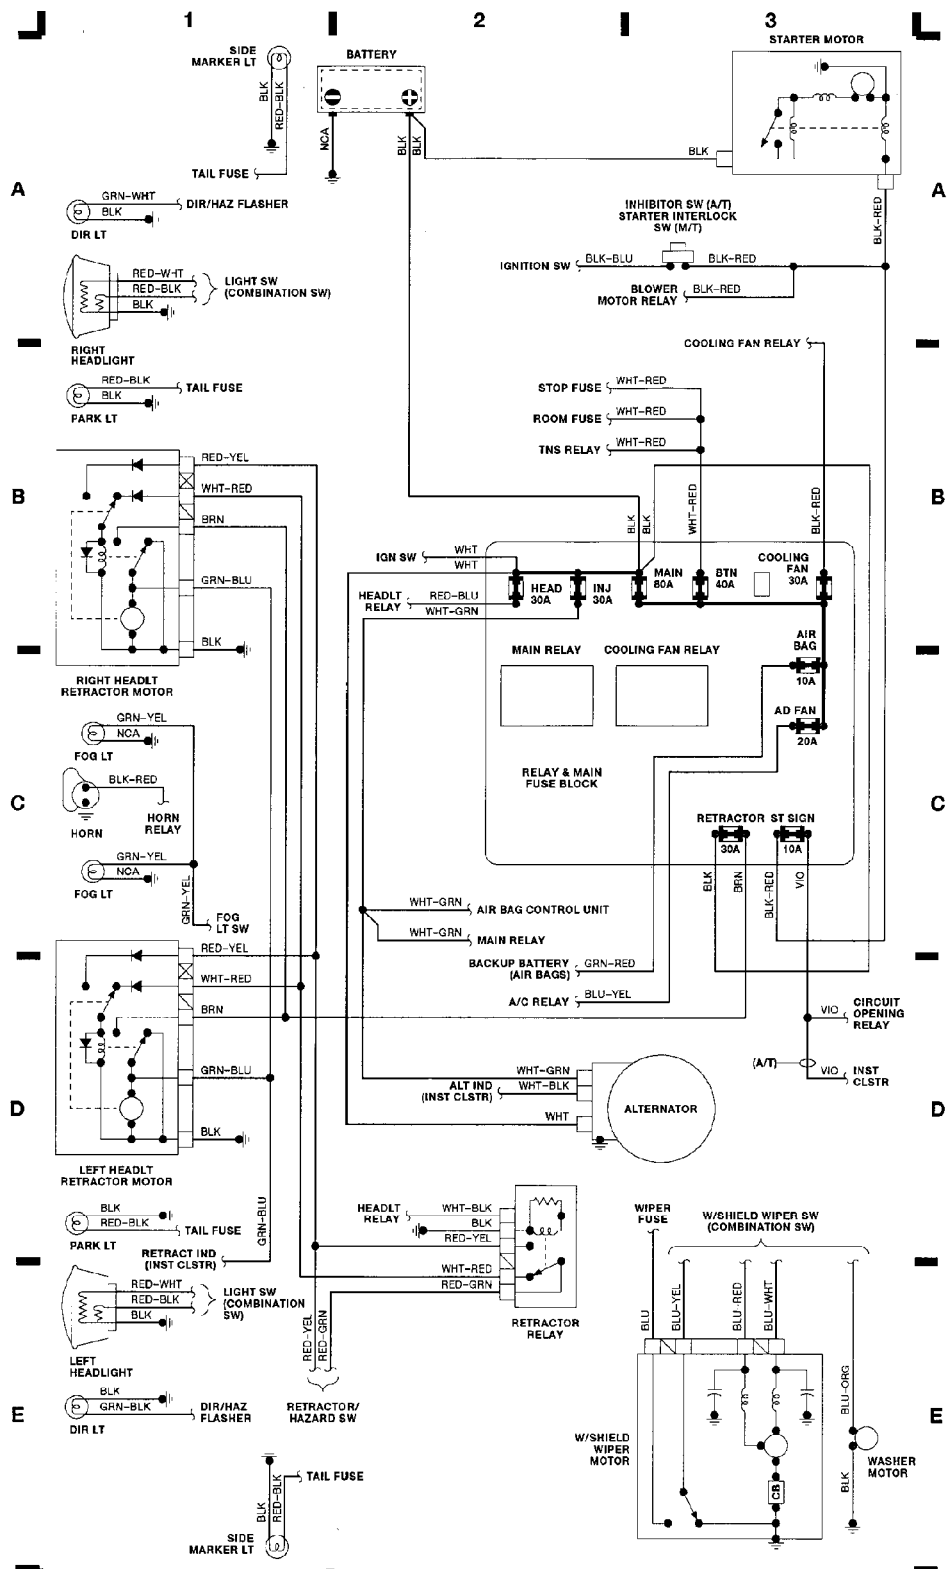 1
2
3
SIDE
MARKER LT
BLK
RED-BLK
TAIL FUSE
BATTERY
NCA
BLK
BLK
STARTER MOTOR
BLK
BLK-RED
A
A
GRN-WHT
DIR/HAZ FLASHER
BLK
DIR LT
INHIBITOR SW (A/T)
STARTER INTERLOCK
SW (M/T)
IGNITION SW
BLK-BLU
BLK-RED
BLOWER
MOTOR RELAY
BLK-RED
RED-WHT
RED-BLK
BLK
LIGHT SW
(COMBINATION SW)
RIGHT
HEADLIGHT
COOLING FAN RELAY
RED-BLK
TAIL FUSE
BLK
PARK LT
STOP FUSE
WHT-RED
ROOM FUSE
WHT-RED
TNS RELAY
WHT-RED
B
B
RED-YEL
WHT-RED
BRN
GRN-BLU
BLK
RIGHT HEADLT
RETRACTOR MOTOR
BLK
BLK
WHT-RED
BLK-RED
IGN SW
WHT
WHT
HEADLT
RELAY
RED-BLU
WHT-GRN
HEAD
30A
INJ
30A
MAIN
80A
BTN
40A
COOLING
FAN
30A
AIR
BAG
10A
MAIN RELAY
COOLING FAN RELAY
AD FAN
20A
RELAY & MAIN
FUSE BLOCK
RETRACTOR
30A
ST SIGN
10A
C
C
GRN-YEL
NCA
FOG LT
BLK-RED
HORN
RELAY
HORN
GRN-YEL
NCA
FOG LT
GRN-YEL
FOG
LT SW
BLK
BRN
BLK-RED
VIO
WHT-GRN
AIR BAG CONTROL UNIT
WHT-GRN
MAIN RELAY
BACKUP BATTERY
(AIR BAGS)
GRN-RED
A/C RELAY
BLU-YEL
VIO
CIRCUIT
OPENING
RELAY
(A/T)
VIO
INST
CLSTR
RED-YEL
WHT-RED
BRN
GRN-BLU
BLK
LEFT HEADLT
RETRACTOR MOTOR
D
D
WHT-GRN
ALT IND
(INST CLSTR)
WHT-BLK
WHT
ALTERNATOR
BLK
RED-BLK
TAIL FUSE
PARK LT
GRN-BLU
RETRACT IND
(INST CLSTR)
HEADLT
RELAY
WHT-BLK
BLK
RED-YEL
WHT-RED
RED-GRN
RETRACTOR
RELAY
WIPER
FUSE
W/SHIELD WIPER SW
(COMBINATION SW)
BLU
BLU-YEL
BLU-RED
BLU-WHT
RED-WHT
RED-BLK
BLK
LIGHT SW
(COMBINATION
SW)
LEFT
HEADLIGHT
RED-YEL
RED-GRN
RETRACTOR/
HAZARD SW
E
E
BLK
GRN-BLK
DIR/HAZ
FLASHER
DIR LT
W/SHIELD
WIPER
MOTOR
CB
BLU-ORG
BLK
WASHER
MOTOR
BLK
RED-BLK
TAIL FUSE
SIDE
MARKER LT